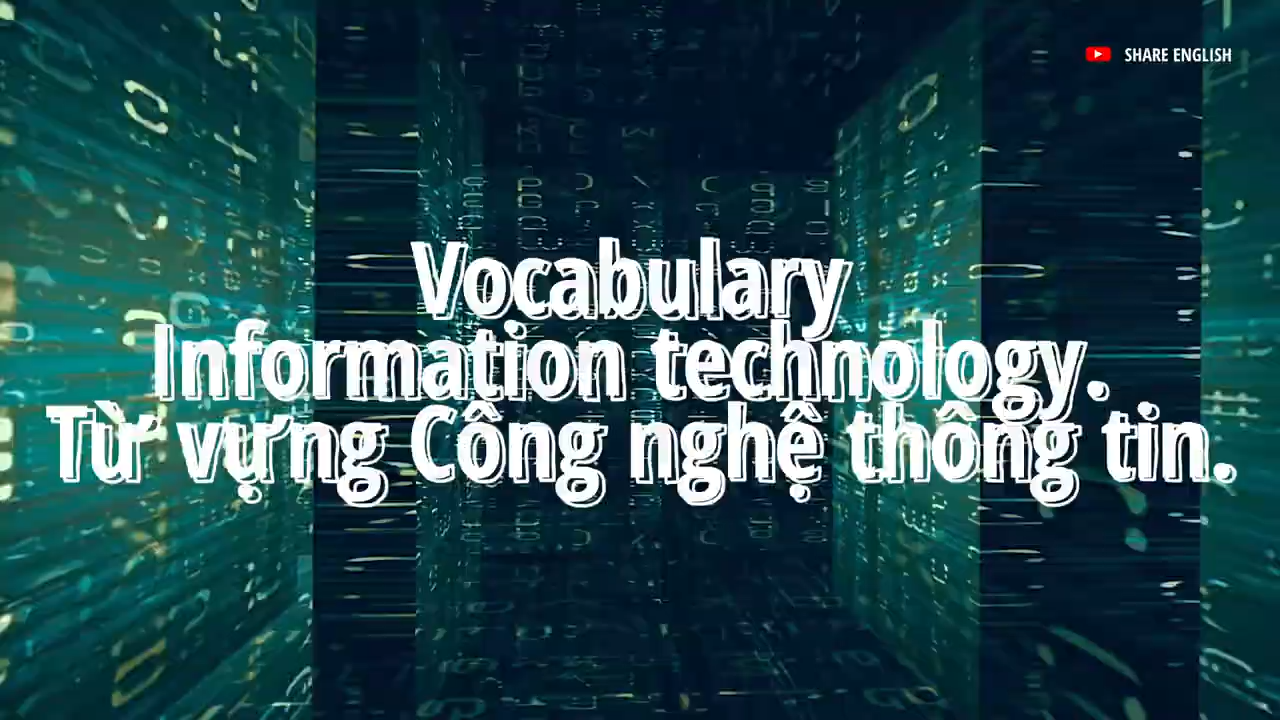 SHARE ENGLISH
Vocabulary
Information technology.
Từ vựng Công nghệ thông tin.